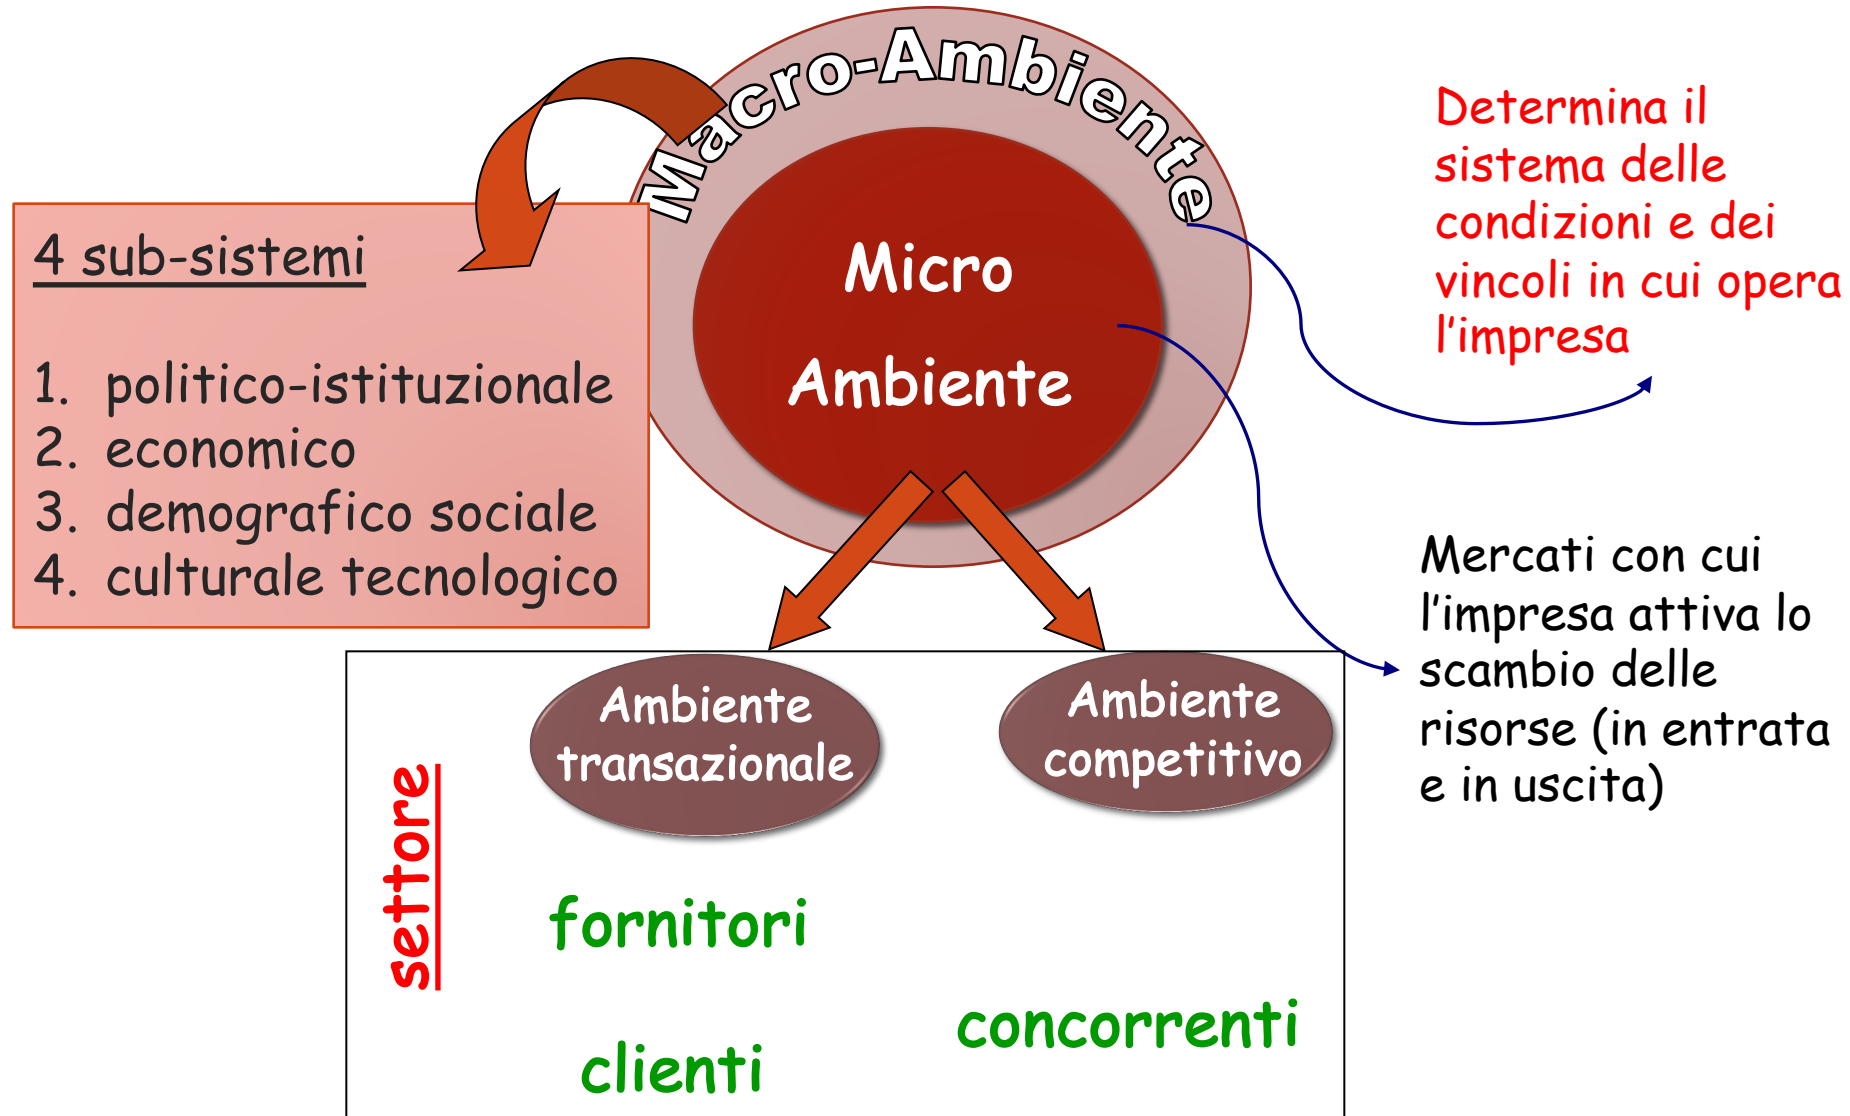 Macro-Ambiente
Micro
Ambiente
4 sub-sistemi
1. politico-istituzionale
2. economico
3. demografico sociale
4. culturale tecnologico
Determina il
sistema delle
condizioni e dei
vincoli in cui opera
l’impresa
Mercati con cui
l’impresa attiva lo
scambio delle
risorse (in entrata
e in uscita)
settore
Ambiente
transazionale
fornitori
clienti
Ambiente
competitivo
concorrenti